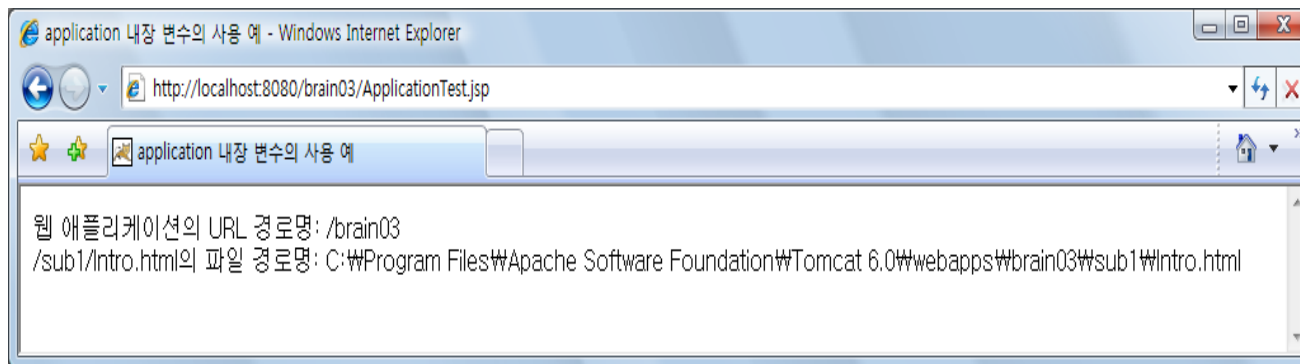 application 내장 변수의 사용 예 - Windows Internet Explorer
http://localhost:8080/brain03/ApplicationTest.jsp
application 내장 변수의 사용 예
웹 애플리케이션의 URL 경로명: /brain03
/sub1/Intro.html의 파일 경로명: C:₩Program Files₩Apache Software Foundation₩Tomcat 6.0₩webapps₩brain03₩sub1₩Intro.html